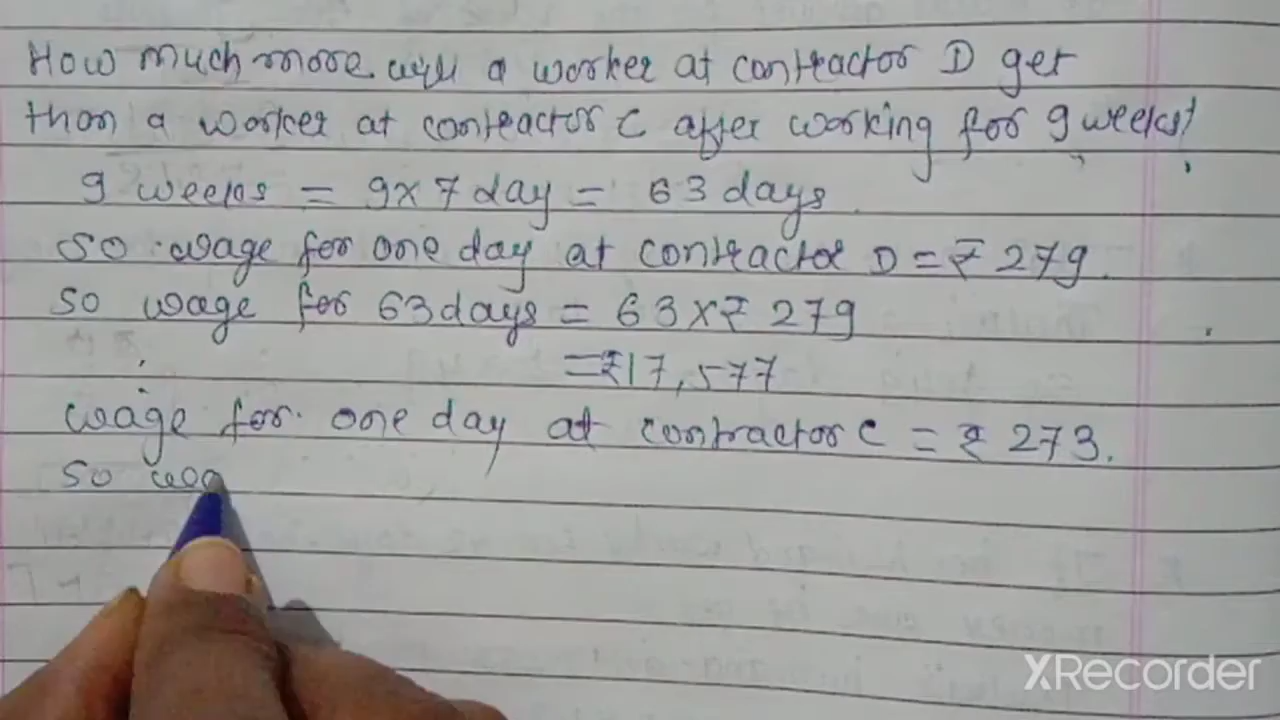 How much more will a worker at contractor D get
than a worker at contractor C after working for 9 weeks?
9 weeks = 9x7 day = 63 days
So wage for one day at contractor D = ₹ 279.
So wage for 63 days = 63 x ₹ 279
= ₹17,577
Wage for one day at contractor C = ₹ 273.
So wag
XRecorder